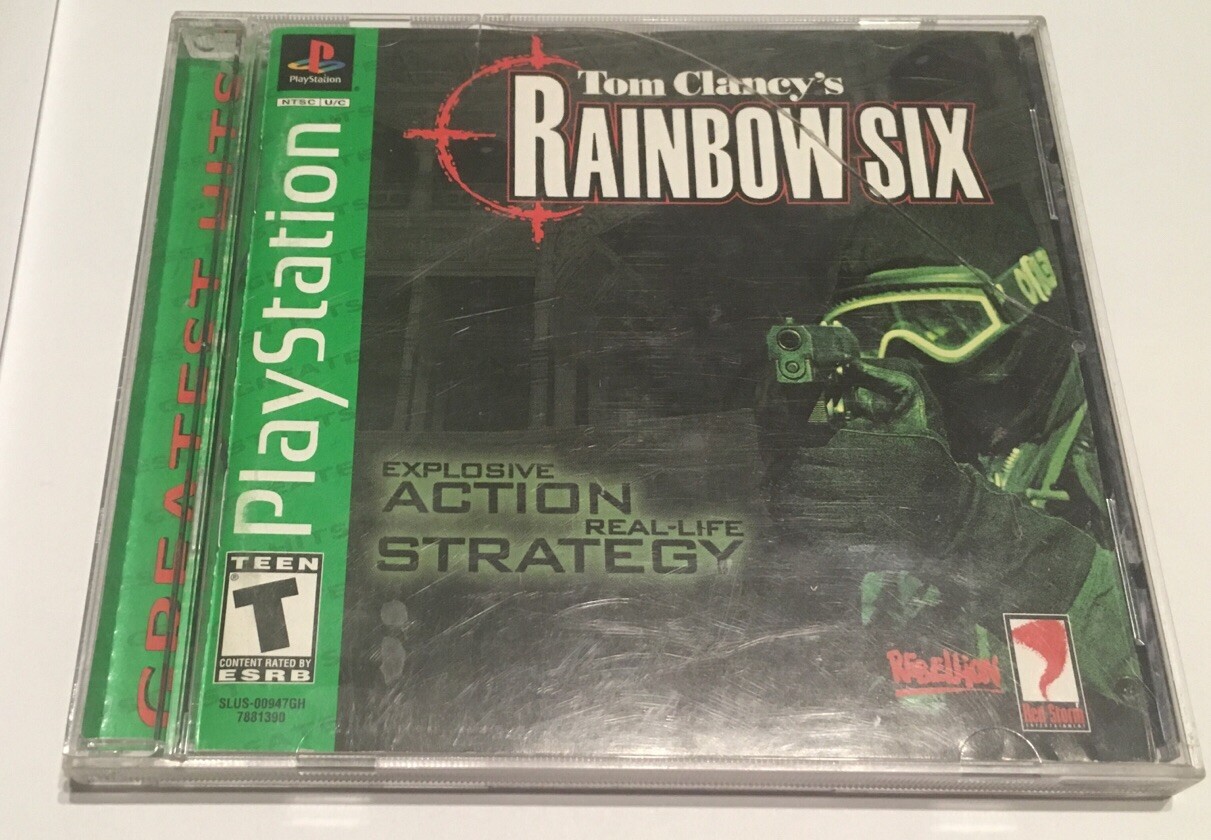 GREATEST HITS
PlayStation
NTSC U/C
PlayStation
TEEN
T
CONTENT RATED BY
ESRB
SLUS-00947GH
7881390
Tom Clancy's
RAINBOW SIX
EXPLOSIVE
ACTION
REAL-LIFE
STRATEGY
REBELLION
Red Storm
ENTERTAINMENT